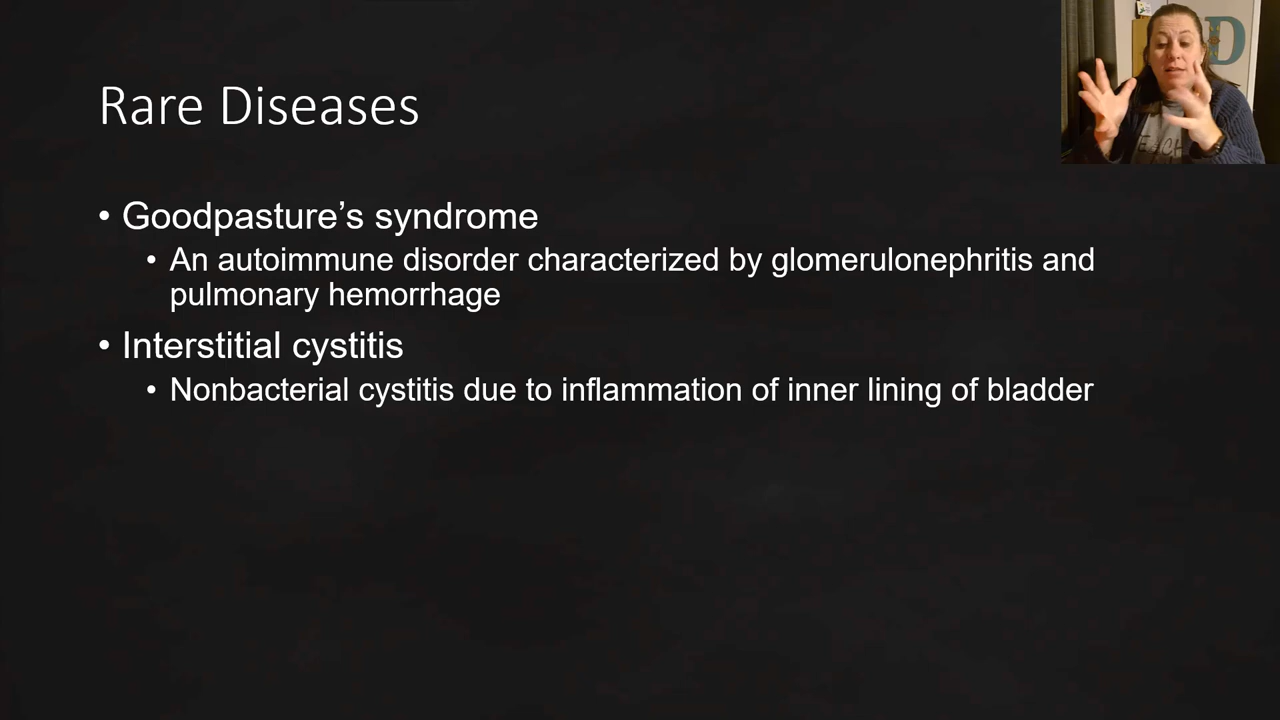 Rare Diseases
• Goodpasture’s syndrome
• An autoimmune disorder characterized by glomerulonephritis and
pulmonary hemorrhage
• Interstitial cystitis
• Nonbacterial cystitis due to inflammation of inner lining of bladder
D